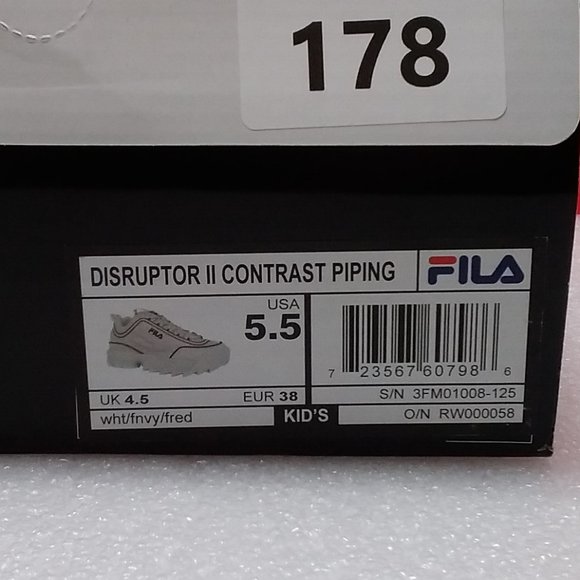 178
DISRUPTOR II CONTRAST PIPING
FILA
USA
5.5
FILA
UK 4.5 EUR 38
wht/fnvy/fred
KID'S
7 23567 60798 6
S/N 3FM01008-125
O/N RW000058